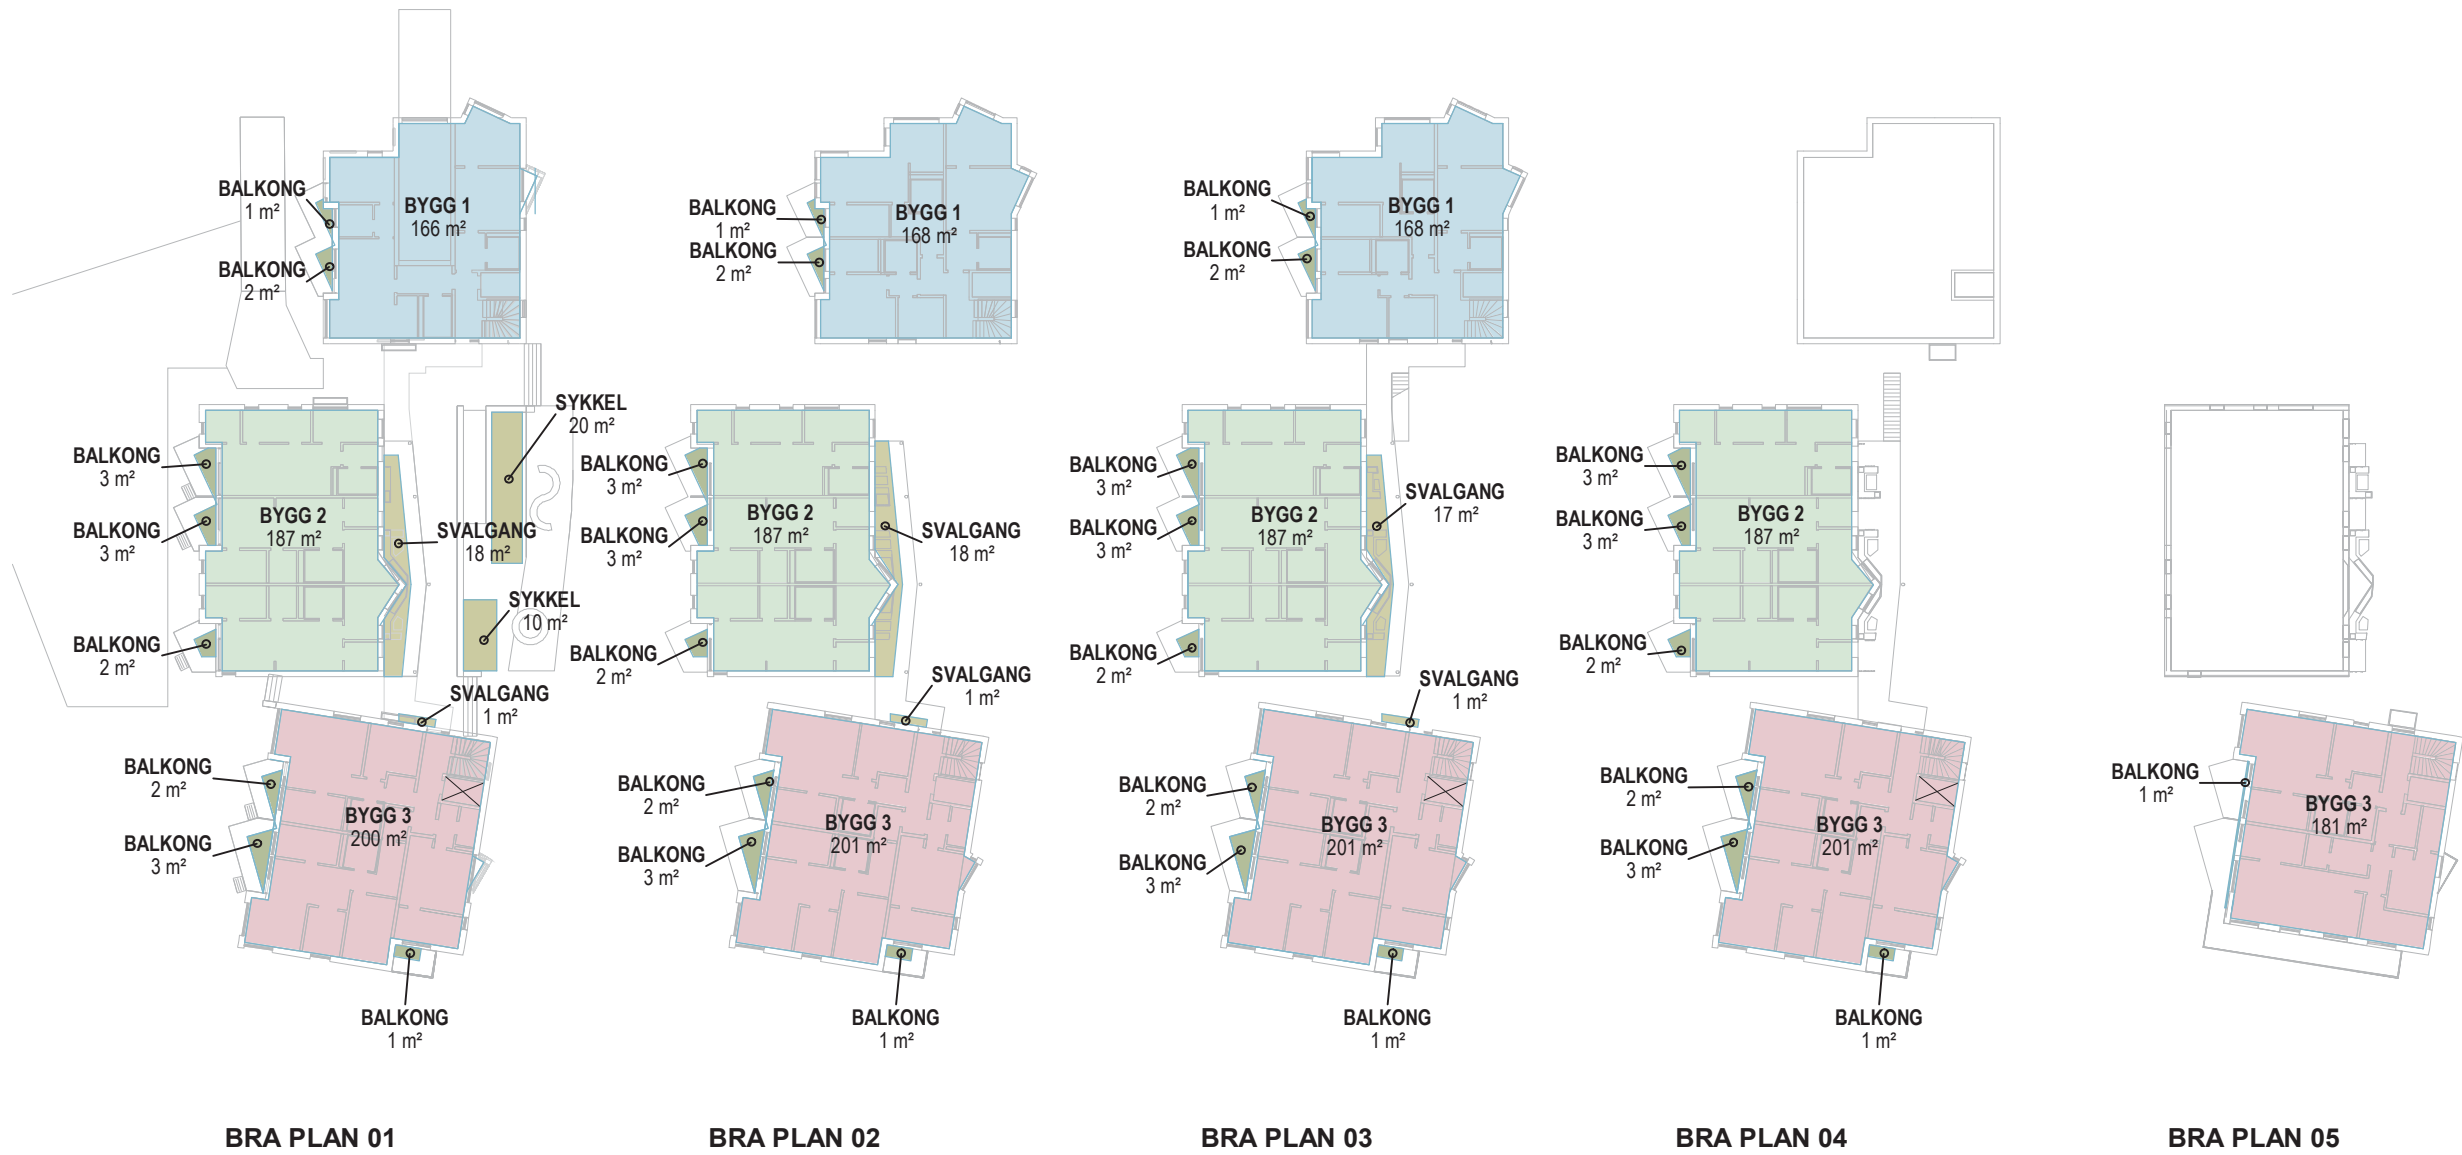 BALKONG
1 m²
BYGG 1
166 m²
BALKONG
2 m²
SYKKEL
20 m²
BALKONG
3 m²
BYGG 2
187 m²
BALKONG
3 m²
SVALGANG
18 m²
SYKKEL
10 m²
BALKONG
2 m²
SVALGANG
1 m²
BALKONG
2 m²
BYGG 3
200 m²
BALKONG
3 m²
BALKONG
1 m²
BRA PLAN 01
BALKONG
1 m²
BYGG 1
168 m²
BALKONG
2 m²
BALKONG
3 m²
BYGG 2
187 m²
BALKONG
3 m²
SVALGANG
18 m²
BALKONG
2 m²
SVALGANG
1 m²
BALKONG
2 m²
BYGG 3
201 m²
BALKONG
3 m²
BALKONG
1 m²
BRA PLAN 02
BALKONG
1 m²
BYGG 1
168 m²
BALKONG
2 m²
BALKONG
3 m²
SVALGANG
17 m²
BYGG 2
187 m²
BALKONG
3 m²
BALKONG
2 m²
SVALGANG
1 m²
BALKONG
2 m²
BYGG 3
201 m²
BALKONG
3 m²
BALKONG
1 m²
BRA PLAN 03
BALKONG
3 m²
BYGG 2
187 m²
BALKONG
3 m²
BALKONG
2 m²
BALKONG
2 m²
BYGG 3
201 m²
BALKONG
3 m²
BALKONG
1 m²
BRA PLAN 04
BALKONG
1 m²
BYGG 3
181 m²
BRA PLAN 05